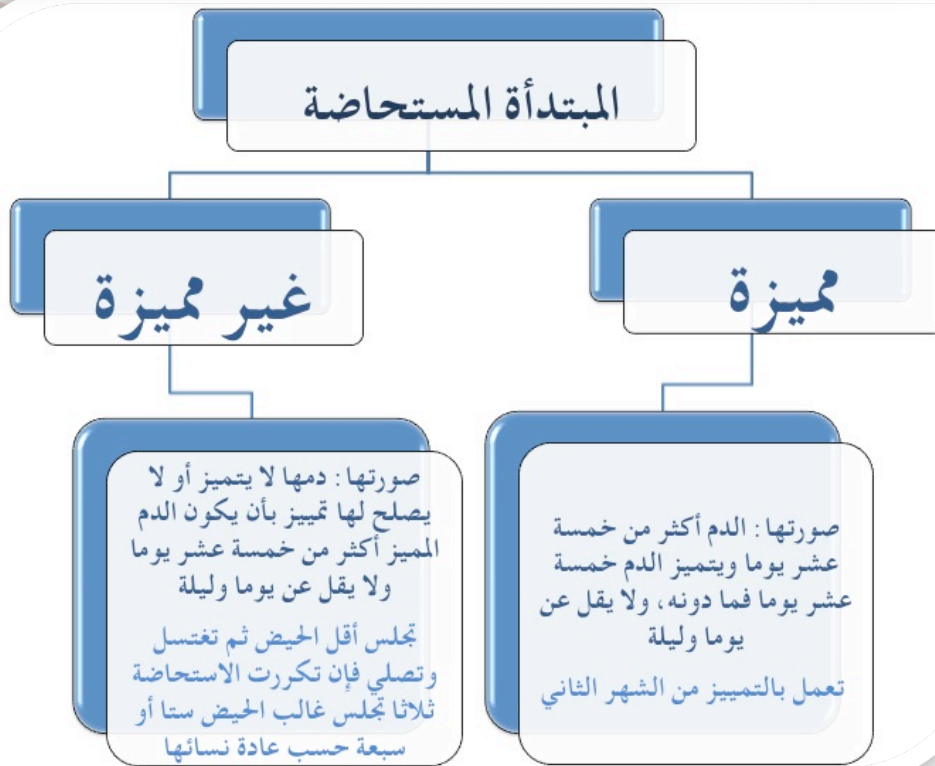 المبتدأة المستحاضة
مميزة
غير مميزة
صورتها: الدم أكثر من خمسة
عشر يوما ويتميز الدم خمسة
عشر يوما فما دونه، ولا يقل عن
يوما وليلة
تعمل بالتمييز من الشهر الثاني
صورتها: دمها لا يتميز أو لا
يصلح لها تمييز بأن يكون الدم
المميز أكثر من خمسة عشر يوما
ولا يقل عن يوما وليلة
تجلس أقل الحيض ثم تغتسل
وتصلي فإن تكررت الاستحاضة
ثلاثا تجلس غالب الحيض ستا أو
سبعة حسب عادة نسائها